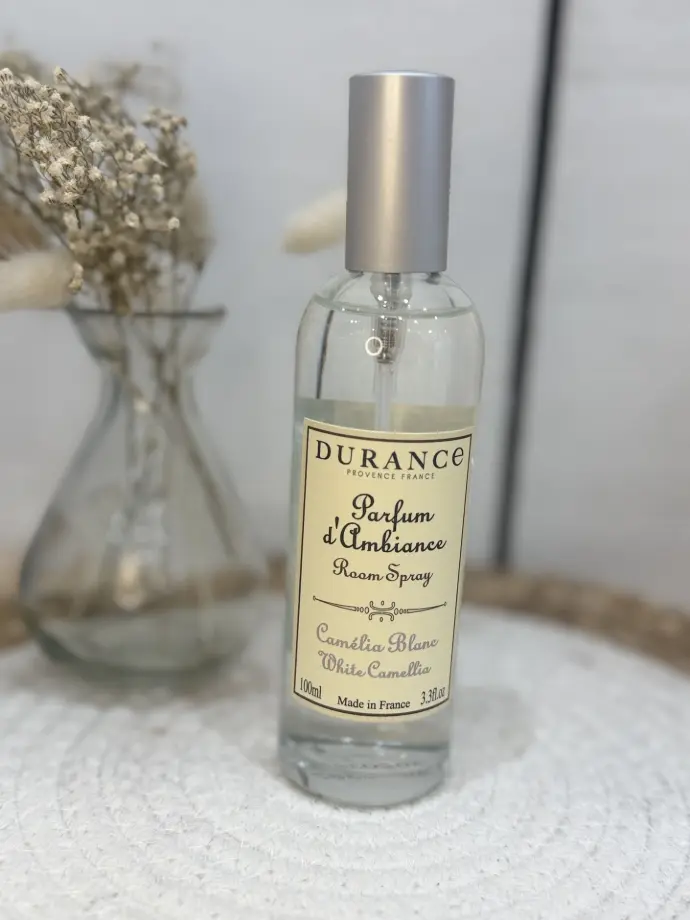 DURANCe
PROVENCE FRANCE
Parfum
d'Ambiance
Room Spray
Camélia Blanc
White Camellia
100ml Made in France 3.3fl.oz